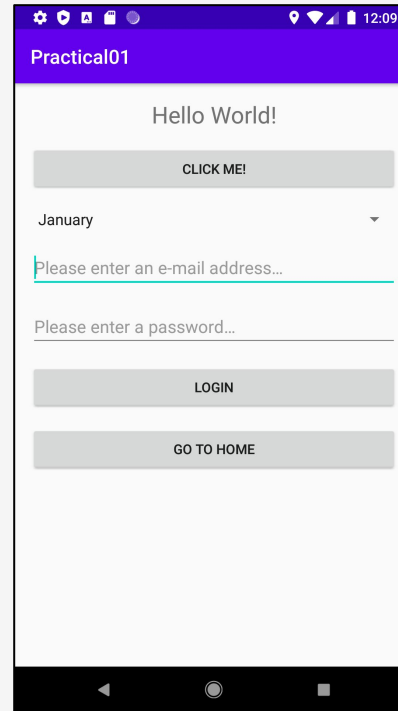 12:09
Practical01
Hello World!
CLICK ME!
January
Please enter an e-mail address...
Please enter a password...
LOGIN
GO TO HOME